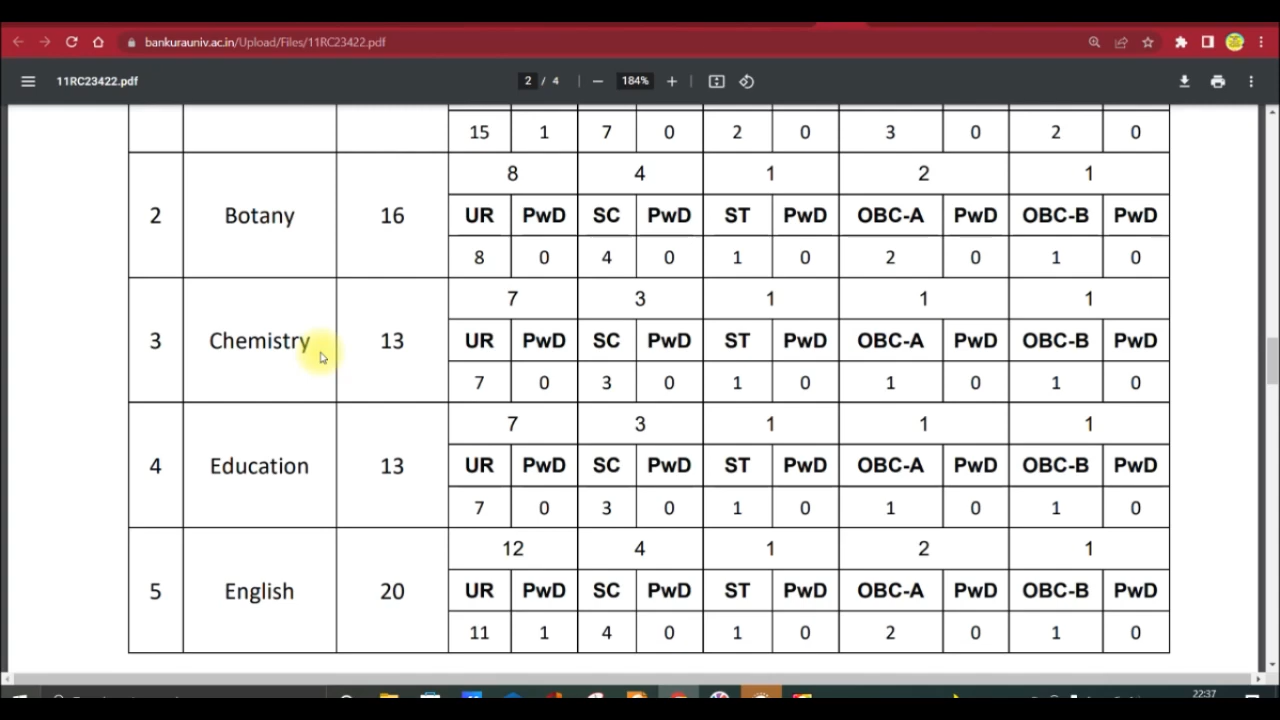 bankurauniv.ac.in/Upload/Files/11RC23422.pdf
11RC23422.pdf 2 / 4 184%
15 1 7 0 2 0 3 0 2 0
8 4 1 2 1
2 Botany 16 UR PwD SC PwD ST PwD OBC-A PwD OBC-B PwD
8 0 4 0 1 0 2 0 1 0
7 3 1 1 1
3 Chemistry 13 UR PwD SC PwD ST PwD OBC-A PwD OBC-B PwD
7 0 3 0 1 0 1 0 1 0
7 3 1 1 1
4 Education 13 UR PwD SC PwD ST PwD OBC-A PwD OBC-B PwD
7 0 3 0 1 0 1 0 1 0
12 4 1 2 1
5 English 20 UR PwD SC PwD ST PwD OBC-A PwD OBC-B PwD
11 1 4 0 1 0 2 0 1 0
22:37